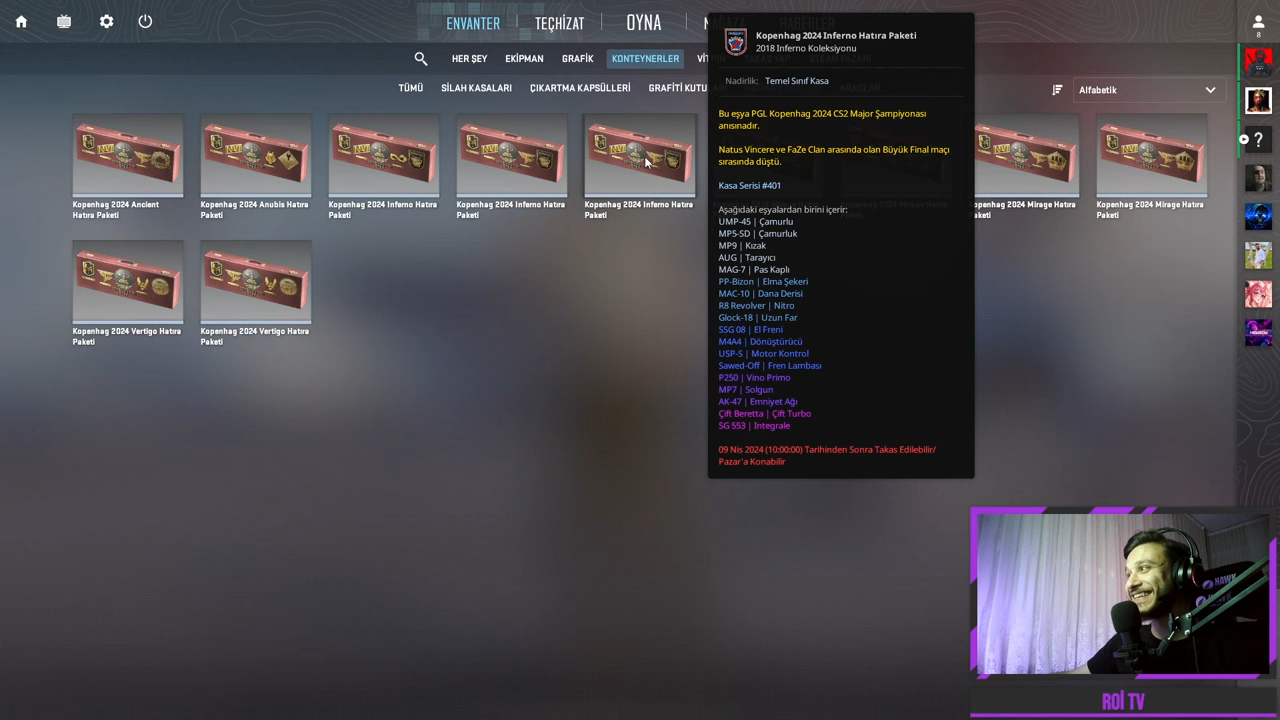 ENVANTER
TEÇHİZAT
OYNA
HABERLER
8
HER ŞEY
EKİPMAN
GRAFİK
KONTEYNERLER
TÜMÜ
SİLAH KASALARI
ÇIKARTMA KAPSÜLLERİ
GRAFİTİ KUTU
Alfabetik
Kopenhag 2024 Ancient
Hatıra Paketi
Kopenhag 2024 Anubis Hatıra
Paketi
Kopenhag 2024 Inferno Hatıra
Paketi
Kopenhag 2024 Inferno Hatıra
Paketi
Kopenhag 2024 Inferno Hatıra
Paketi
Kopenhag 2024 Mirage Hatıra
Paketi
Kopenhag 2024 Mirage Hatıra
Paketi
Kopenhag 2024 Vertigo Hatıra
Paketi
Kopenhag 2024 Vertigo Hatıra
Paketi
Kopenhag 2024 Inferno Hatıra Paketi
2018 Inferno Koleksiyonu
Nadirlik: Temel Sınıf Kasa
Bu eşya PGL Kopenhag 2024 CS2 Major Şampiyonası
anısınadır.
Natus Vincere ve FaZe Clan arasında olan Büyük Final maçı
sırasında düştü.
Kasa Serisi #401
Aşağıdaki eşyalardan birini içerir:
UMP-45 | Çamurlu
MP5-SD | Çamurluk
MP9 | Kızak
AUG | Tarayıcı
MAG-7 | Pas Kaplı
PP-Bizon | Elma Şekeri
MAC-10 | Dana Derisi
R8 Revolver | Nitro
Glock-18 | Uzun Far
SSG 08 | El Freni
M4A4 | Dönüştürücü
USP-S | Motor Kontrol
Sawed-Off | Fren Lambası
P250 | Vino Primo
MP7 | Solgun
AK-47 | Emniyet Ağı
Çift Beretta | Çift Turbo
SG 553 | Integrale
09 Nis 2024 (10:00:00) Tarihinden Sonra Takas Edilebilir/
Pazar'a Konabilir
HAWK
ROİ TV